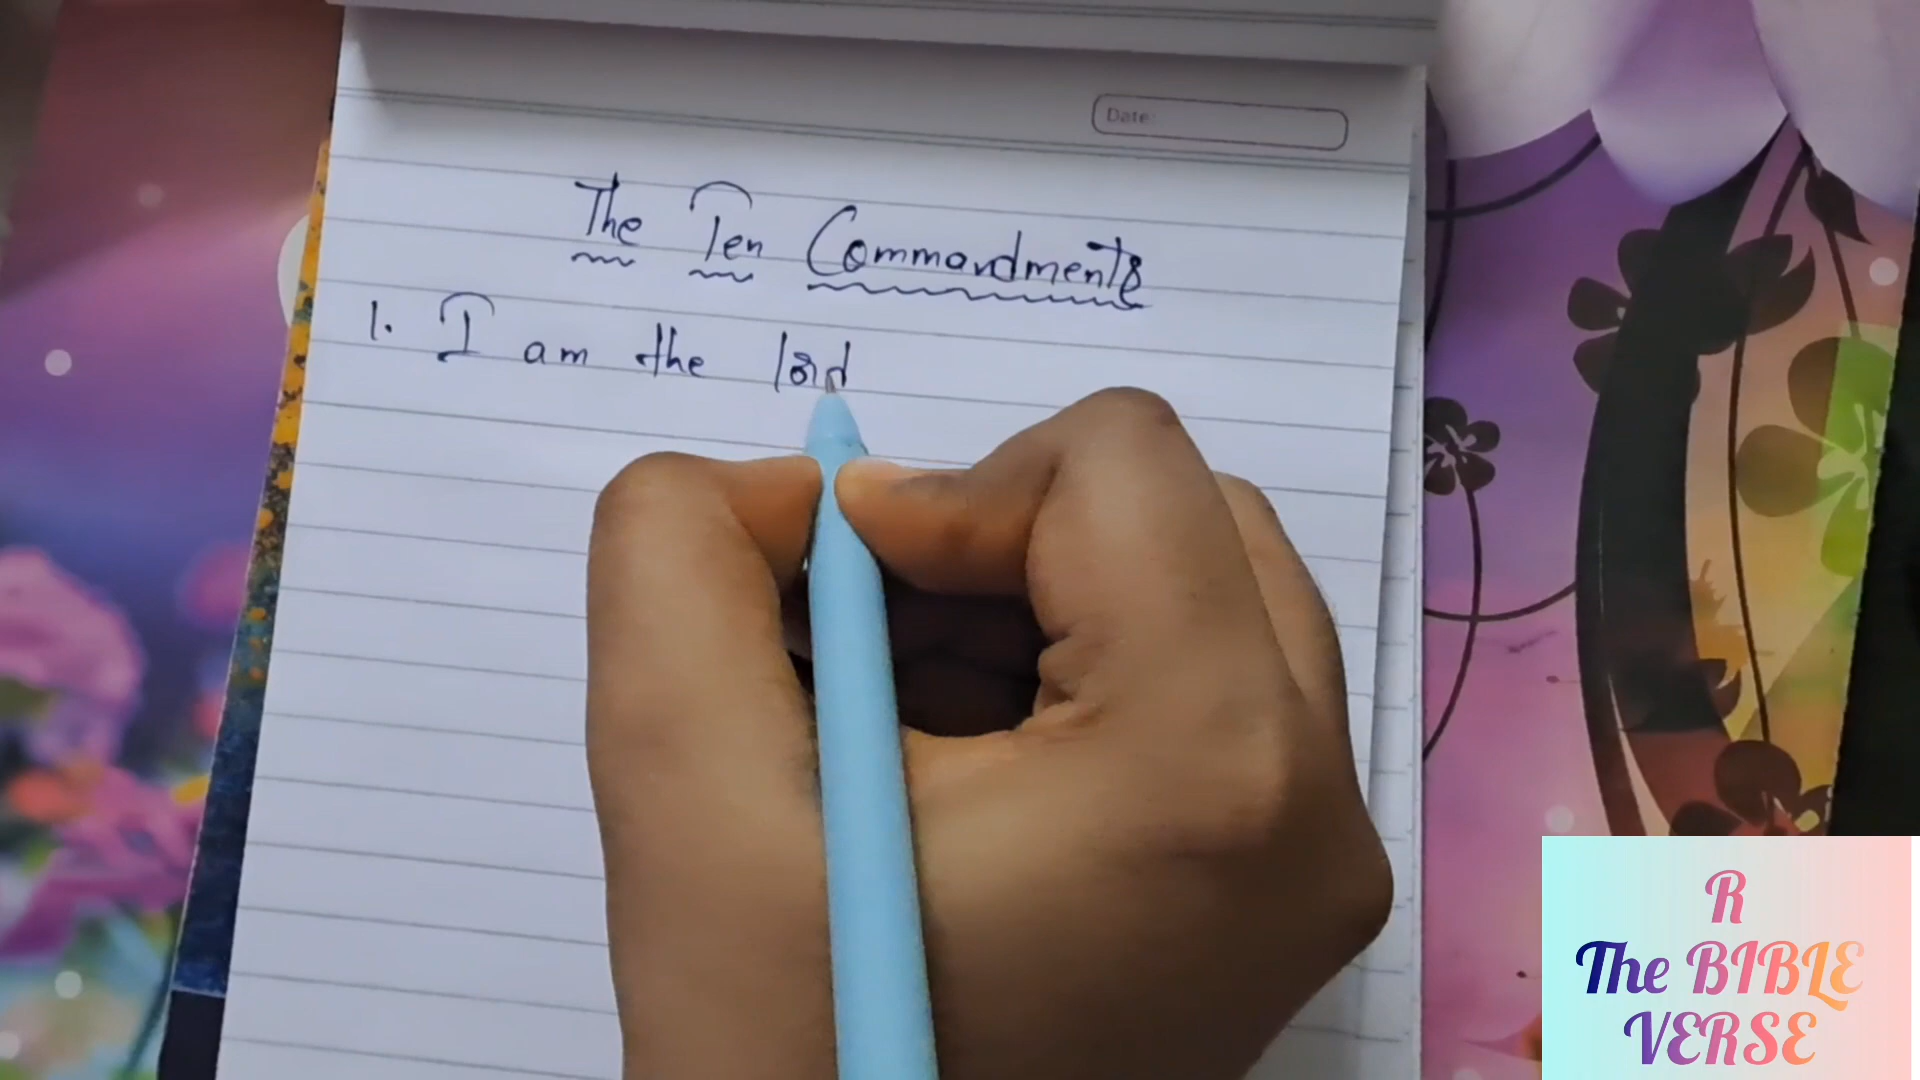 Date:
The Ten Commandments
1. I am the lord
R
The BIBLE
VERSE